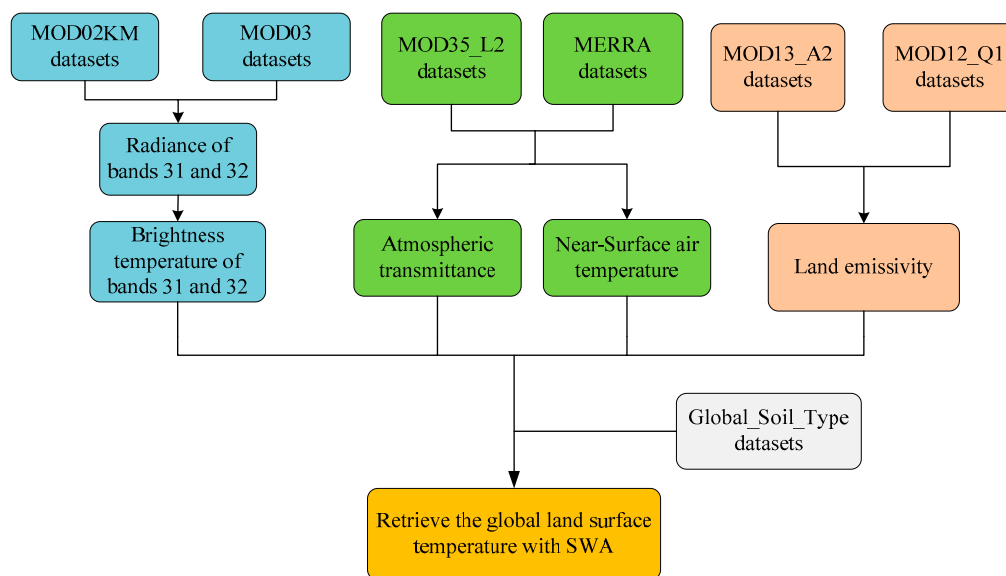 MOD02KM
datasets
MOD03
datasets
MOD35_L2
datasets
MERRA
datasets
MOD13_A2
datasets
MOD12_Q1
datasets
Radiance of
bands 31 and 32
Brightness
temperature of
bands 31 and 32
Atmospheric
transmittance
Near-Surface air
temperature
Land emissivity
Global_Soil_Type
datasets
Retrieve the global land surface
temperature with SWA